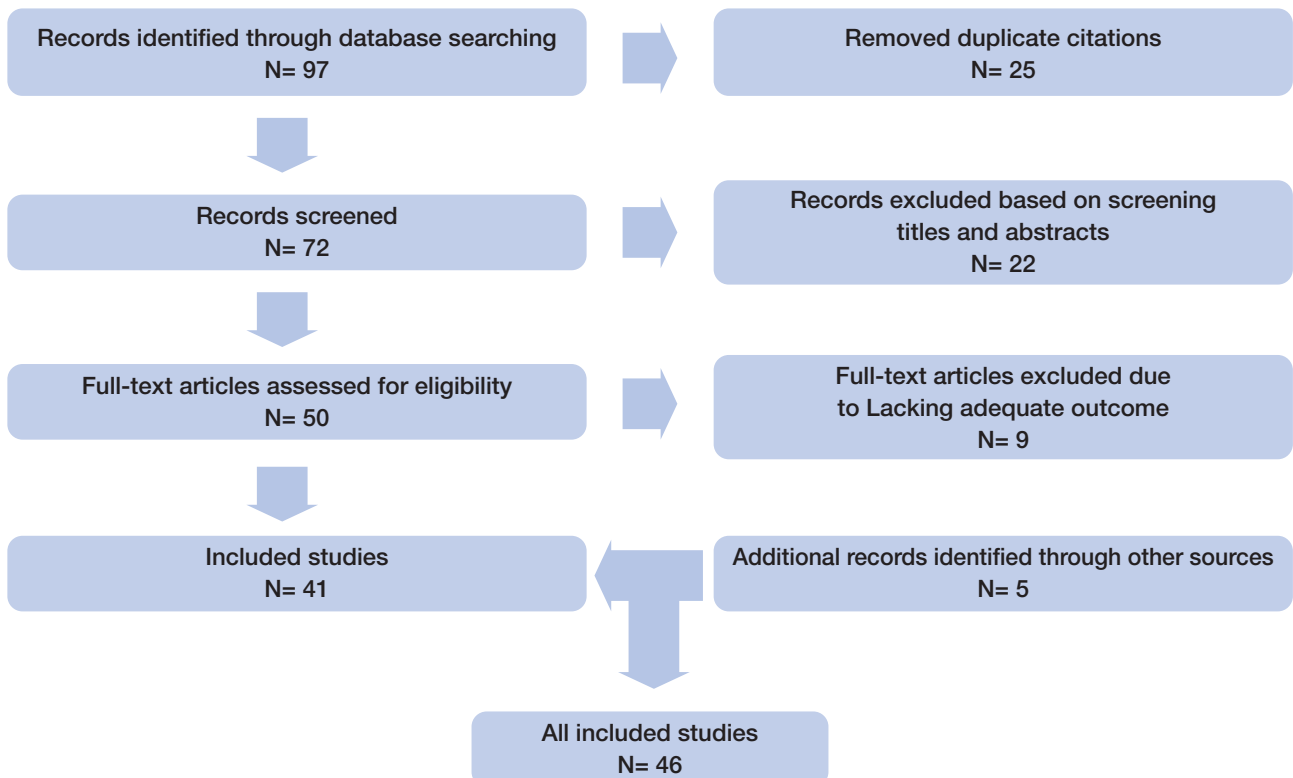 Records identified through database searching
N= 97
Removed duplicate citations
N= 25
Records screened
N= 72
Records excluded based on screening
titles and abstracts
N= 22
Full-text articles assessed for eligibility
N= 50
Full-text articles excluded due
to Lacking adequate outcome
N= 9
Included studies
N= 41
Additional records identified through other sources
N= 5
All included studies
N= 46